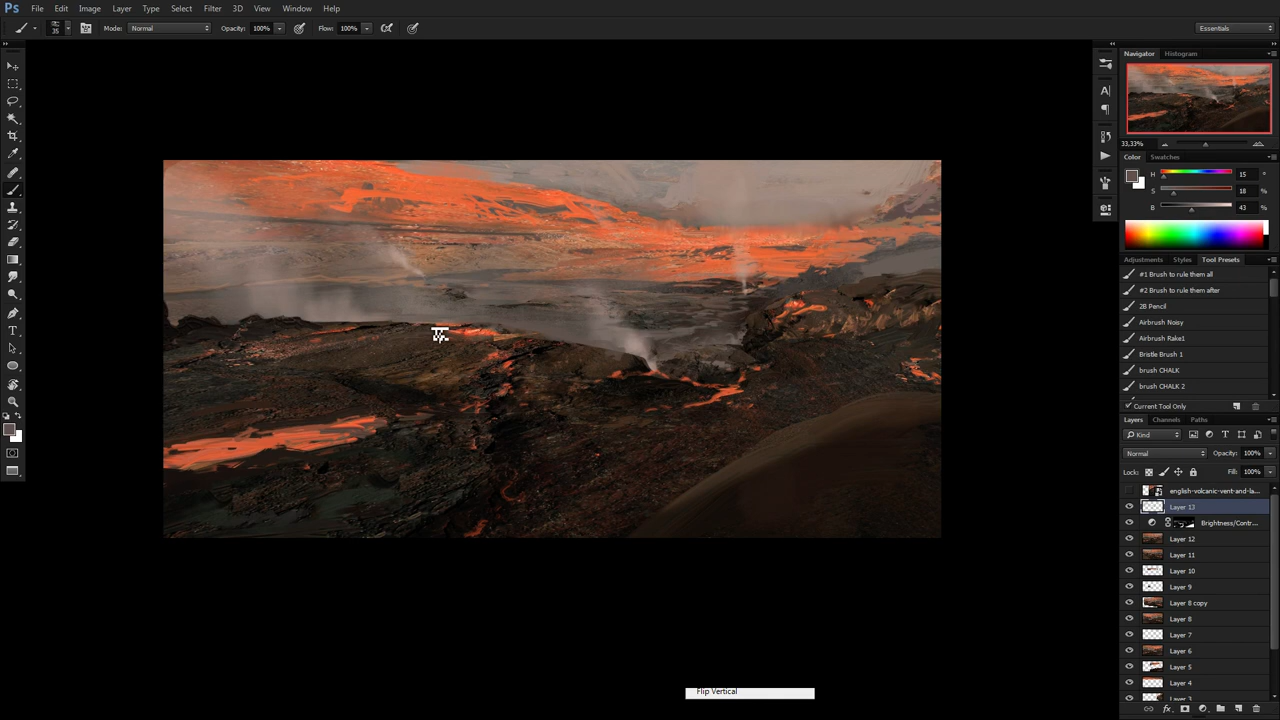 Ps File Edit Image Layer Type Select Filter 3D View Window Help
35 Mode: Normal Opacity: 100% Flow: 100% Essentials
Navigator Histogram
33,33%
Color Swatches
H 15 °
S 18 %
B 43 %
Adjustments Styles Tool Presets
#1 Brush to rule them all
#2 Brush to rule them after
2B Pencil
Airbrush Noisy
Airbrush Rake1
Bristle Brush 1
brush CHALK
brush CHALK 2
Current Tool Only
Layers Channels Paths
Kind
Normal Opacity: 100%
Lock: Fill: 100%
english-volcanic-vent-and-la...
Layer 13
Brightness/Contr...
Layer 12
Layer 11
Layer 10
Layer 9
Layer 8 copy
Layer 8
Layer 7
Layer 6
Layer 5
Layer 4
Layer 3
Flip Vertical